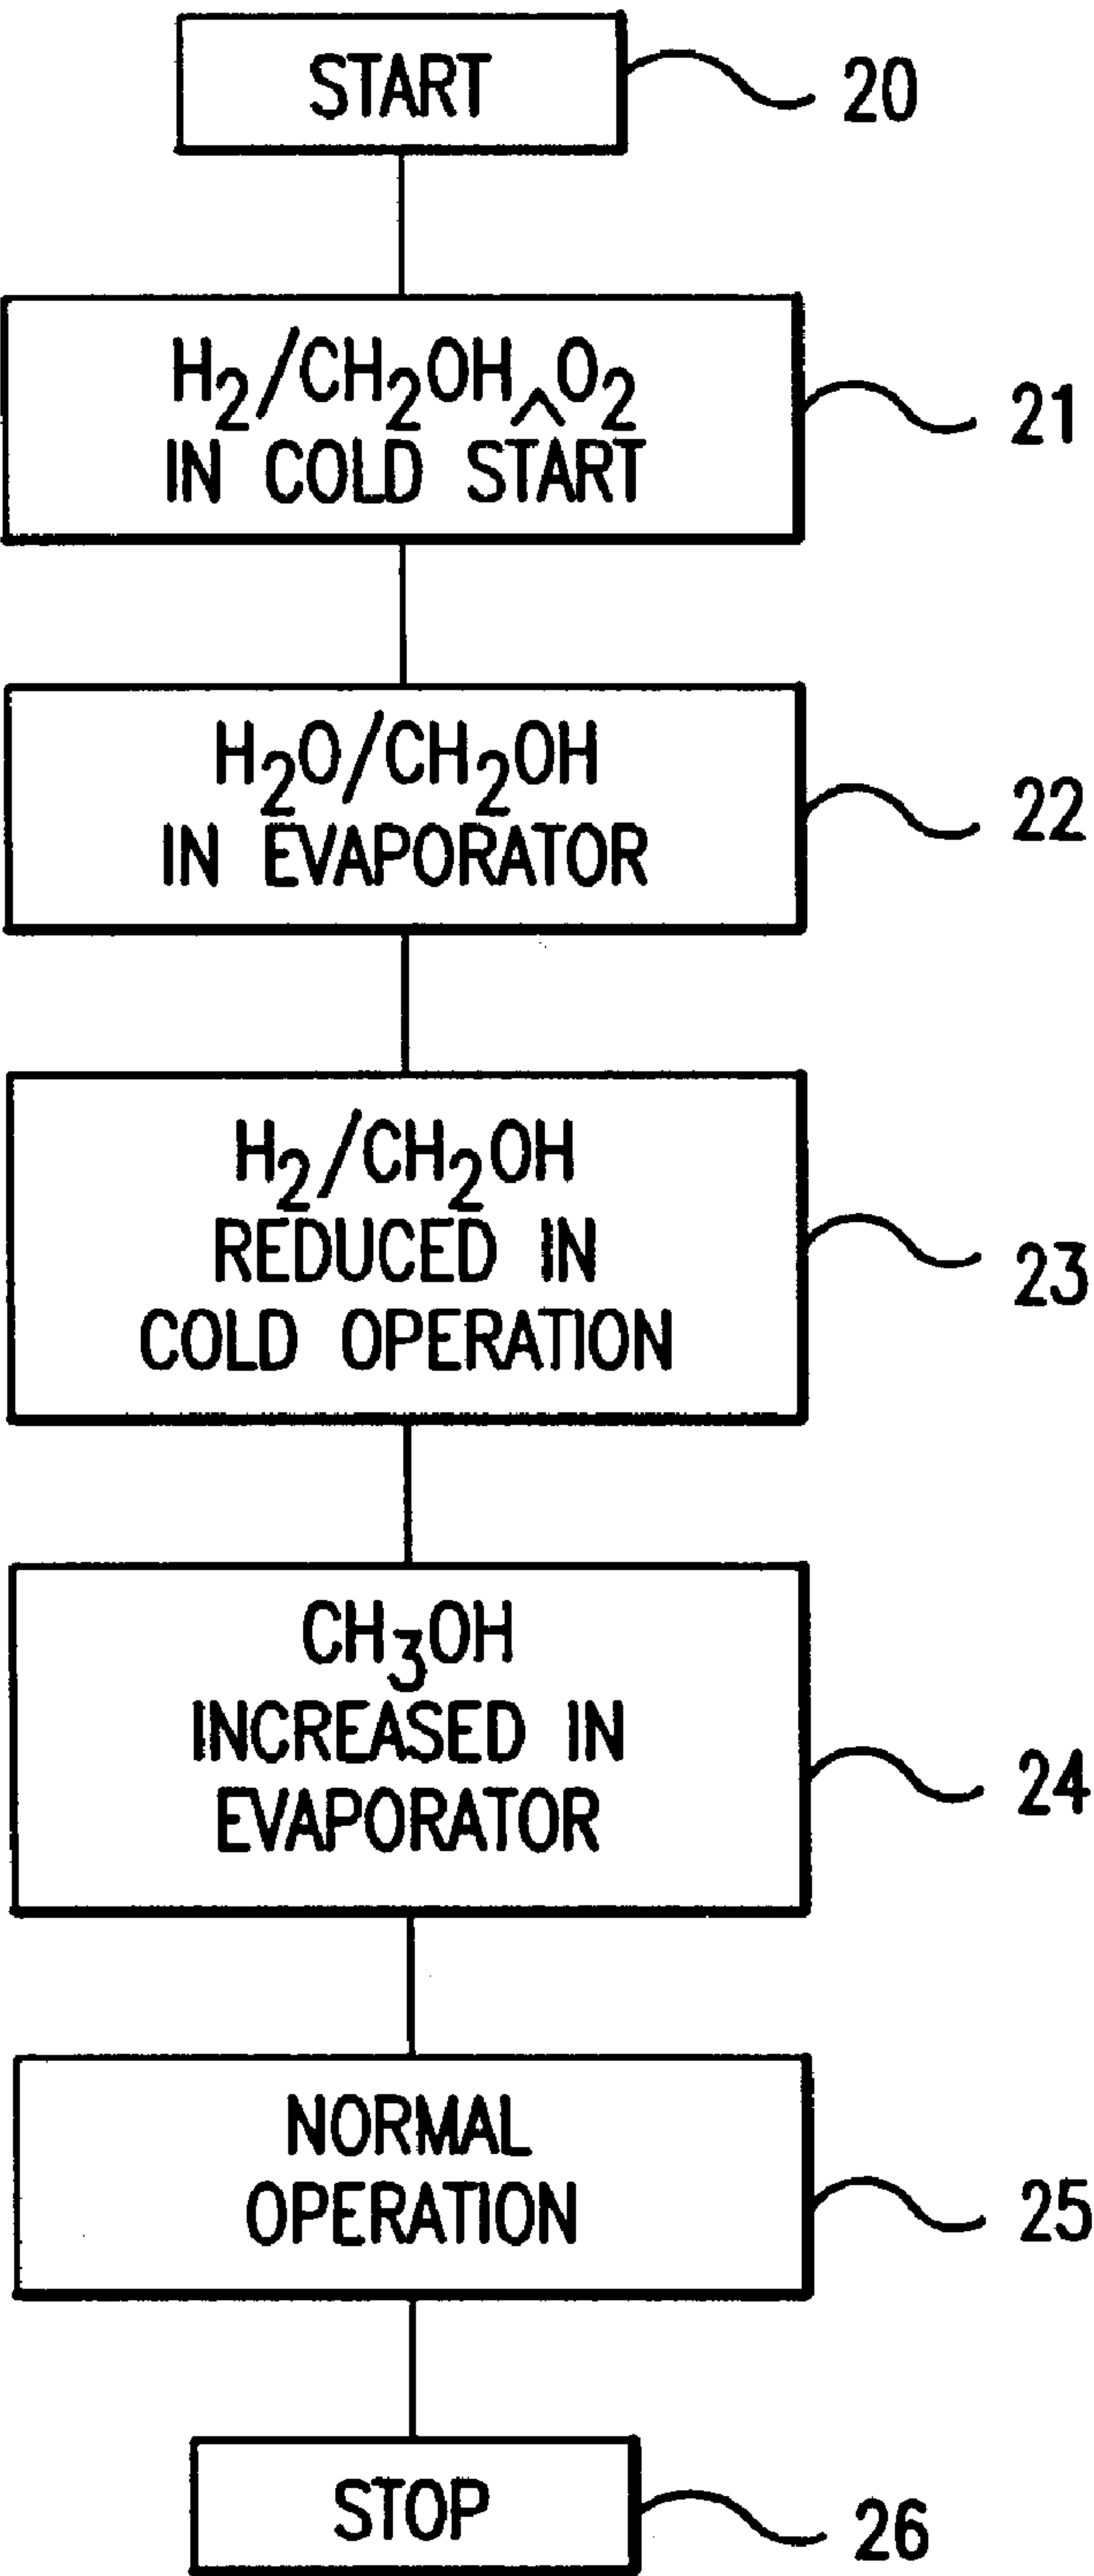 START
20
H₂/CH₂OH^O₂
IN COLD START
21
H₂O/CH₂OH
IN EVAPORATOR
22
H₂/CH₂OH
REDUCED IN
COLD OPERATION
23
CH₃OH
INCREASED IN
EVAPORATOR
24
NORMAL
OPERATION
25
STOP
26